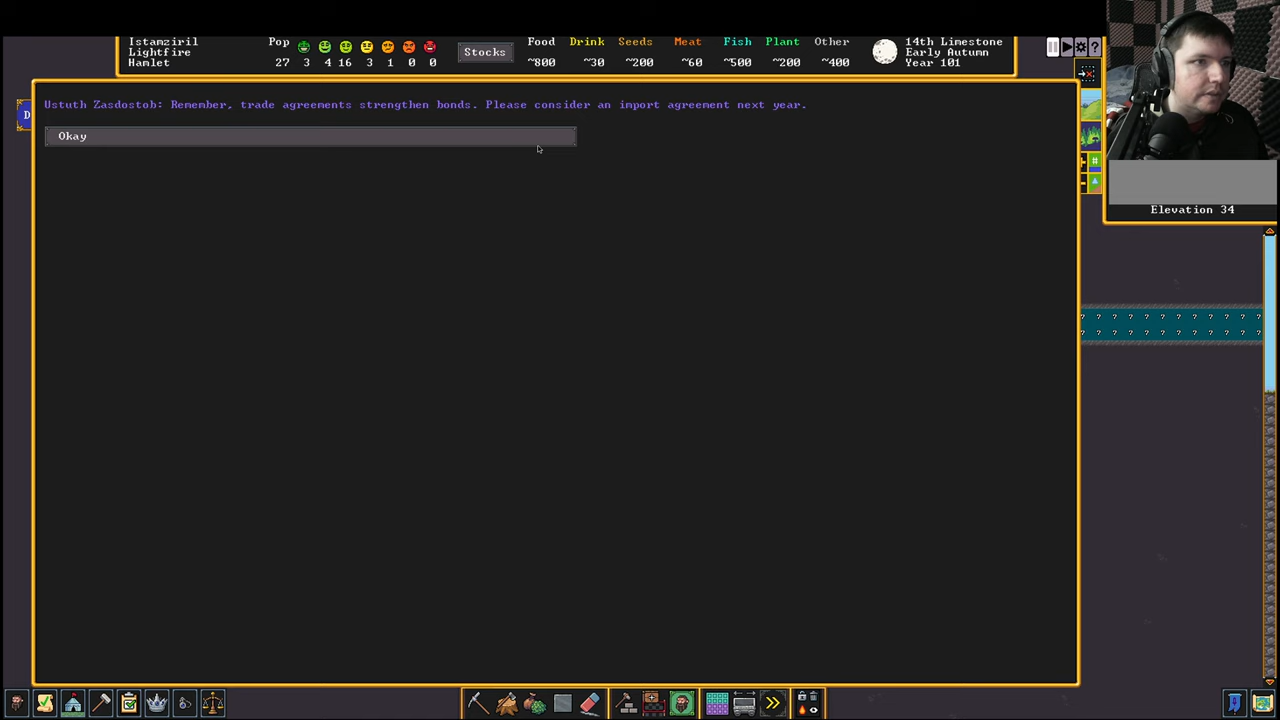 Istamziril
Lightfire
Hamlet
Pop
27 3 4 16 3 1 0 0
Stocks
Food Drink Seeds Meat Fish Plant Other
~800 ~30 ~200 ~60 ~500 ~200 ~400
14th Limestone
Early Autumn
Year 101
?
D
Ustuth Zasdostob: Remember, trade agreements strengthen bonds. Please consider an import agreement next year.
Okay
Elevation 34
? ? ? ? ? ? ? ? ? ? ? ?
? ? ? ? ? ? ? ? ? ? ? ?